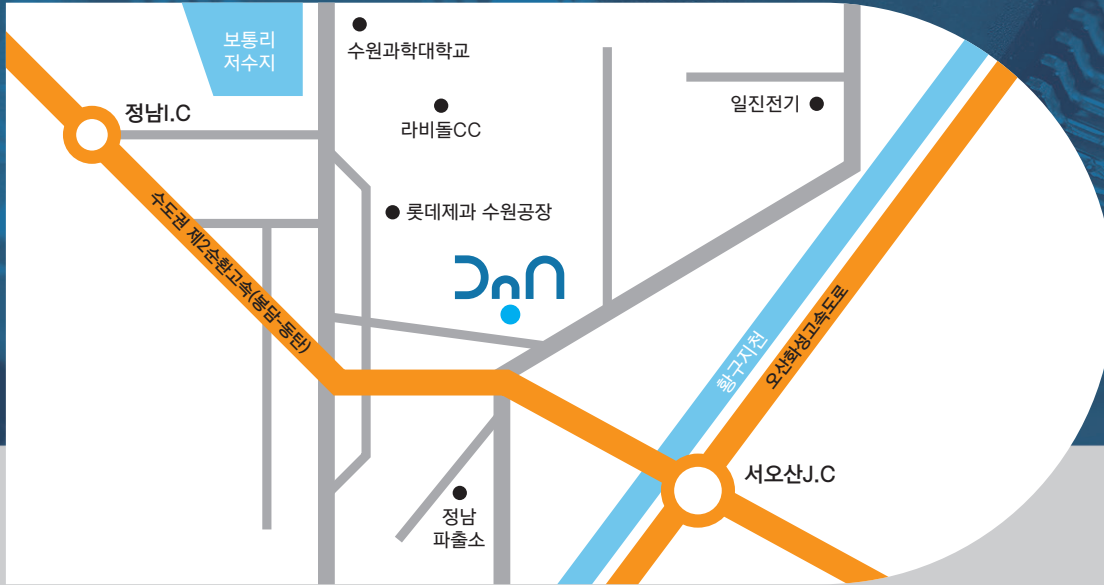 보통리
저수지
수원과학대학교
정남I.C
라비돌CC
일진전기
롯데제과 수원공장
수도권 제2순환고속(봉담-동탄)
DnN
황구지천
오산화성고속도로
서오산J.C
정남
파출소